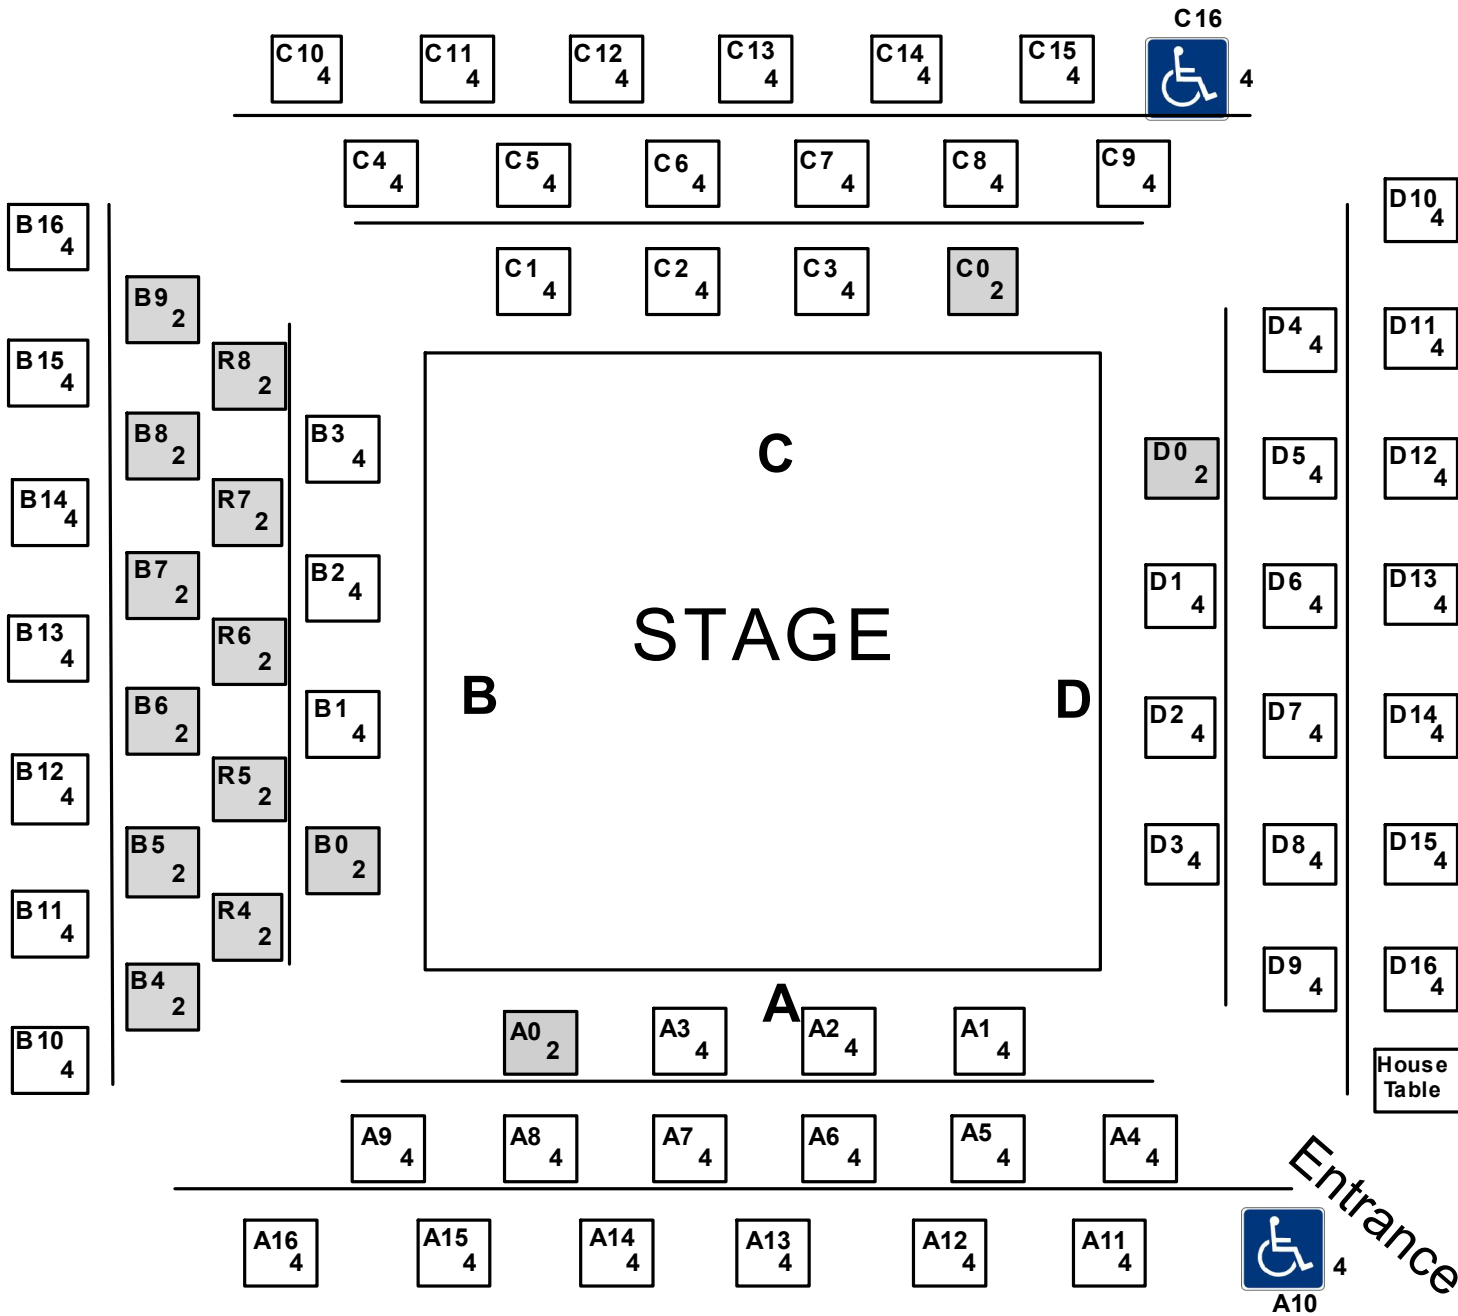 C16
C10 4
C11 4
C12 4
C13 4
C14 4
C15 4
4
C4 4
C5 4
C6 4
C7 4
C8 4
C9 4
C1 4
C2 4
C3 4
C0 2
B16 4
B15 4
B14 4
B13 4
B12 4
B11 4
B10 4
B9 2
B8 2
B7 2
B6 2
B5 2
B4 2
R8 2
R7 2
R6 2
R5 2
R4 2
B3 4
B2 4
B1 4
B0 2
C
STAGE
B
D
A
D0 2
D1 4
D2 4
D3 4
D4 4
D5 4
D6 4
D7 4
D8 4
D9 4
D10 4
D11 4
D12 4
D13 4
D14 4
D15 4
D16 4
House
Table
A0 2
A3 4
A2 4
A1 4
A9 4
A8 4
A7 4
A6 4
A5 4
A4 4
Entrance
A16 4
A15 4
A14 4
A13 4
A12 4
A11 4
4
A10